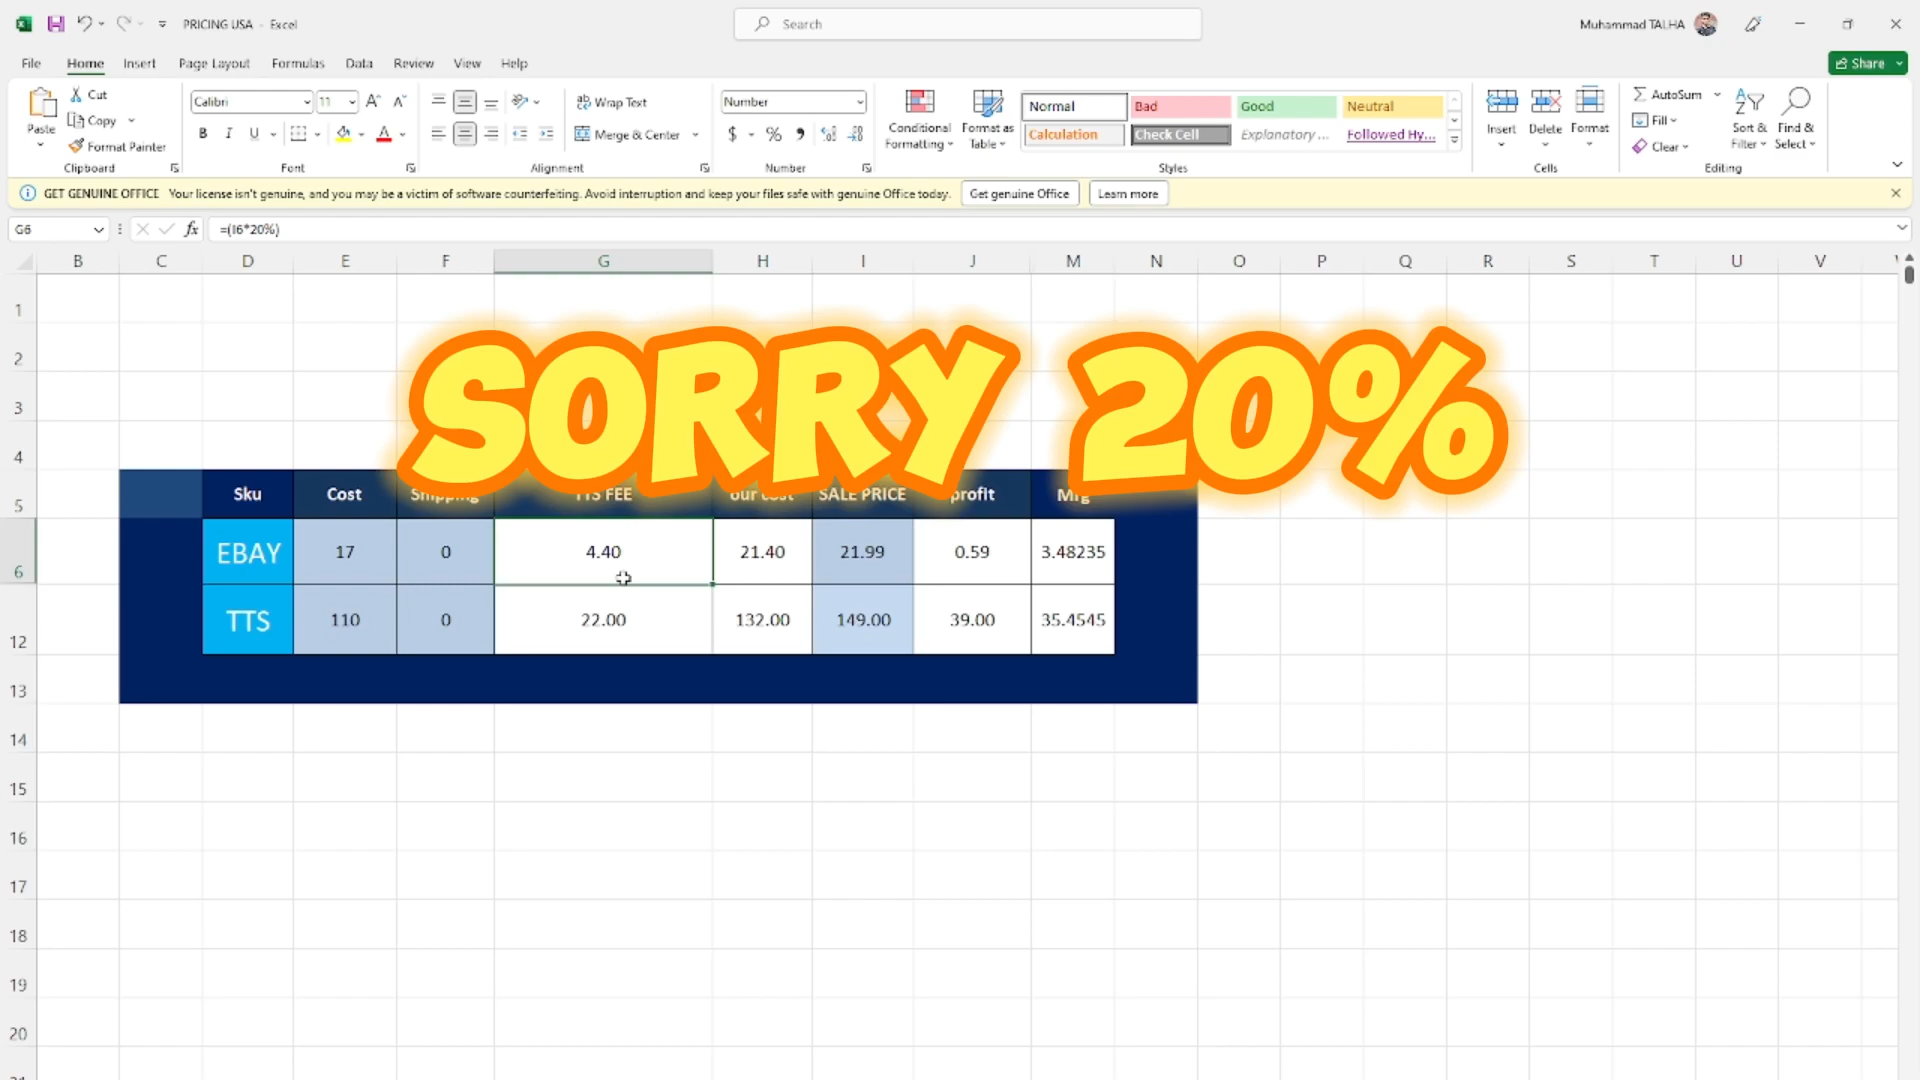 PRICING USA - Excel
Search
Muhammad TALHA
File Home Insert Page Layout Formulas Data Review View Help
Share
Paste
Cut
Copy
Format Painter
Clipboard
Calibri 11
B I U
Font
Wrap Text
Merge & Center
Alignment
Number
$ % ,
Number
Conditional Formatting
Format as Table
Normal Bad Good Neutral
Calculation Check Cell Explanatory ... Followed Hy...
Styles
Insert Delete Format
Cells
AutoSum
Fill
Clear
Sort & Filter
Find & Select
Editing
GET GENUINE OFFICE Your license isn't genuine, and you may be a victim of software counterfeiting. Avoid interruption and keep your files safe with genuine Office today. Get genuine Office Learn more
G6 fx =(I6*20%)
B C D E F G H I J M N O P Q R S T U V
1
2
SORRY 20%
3
4
5 Sku Cost Shipping TTS FEE our cost SALE PRICE profit Mrg
6 EBAY 17 0 4.40 21.40 21.99 0.59 3.48235
12 TTS 110 0 22.00 132.00 149.00 39.00 35.4545
13
14
15
16
17
18
19
20